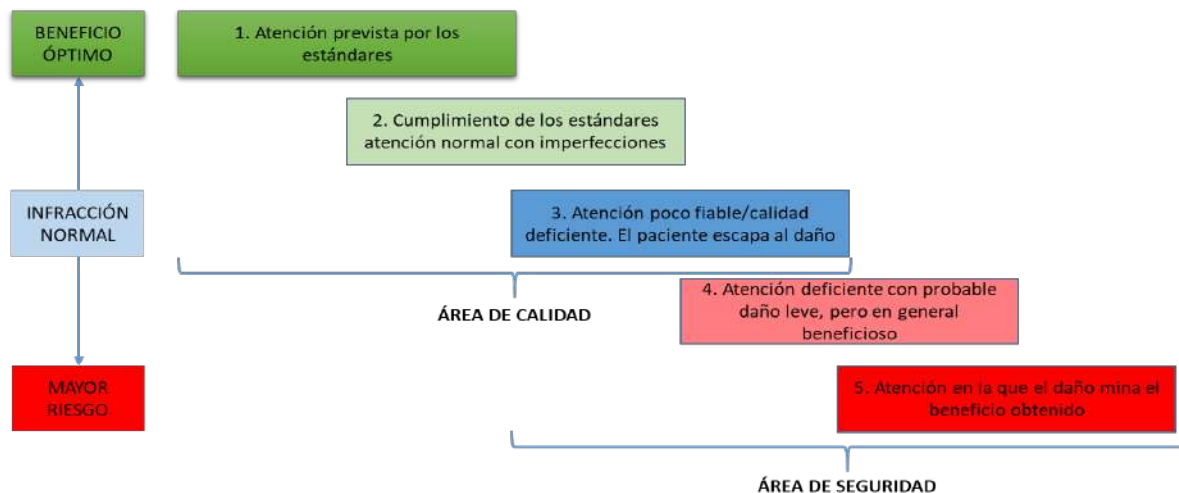 BENEFICIO
ÓPTIMO
1. Atención prevista por los
estándares
2. Cumplimiento de los estándares
atención normal con imperfecciones
INFRACCIÓN
NORMAL
3. Atención poco fiable/calidad
deficiente. El paciente escapa al daño
ÁREA DE CALIDAD
4. Atención deficiente con probable
daño leve, pero en general
beneficioso
MAYOR
RIESGO
5. Atención en la que el daño mina el
beneficio obtenido
ÁREA DE SEGURIDAD